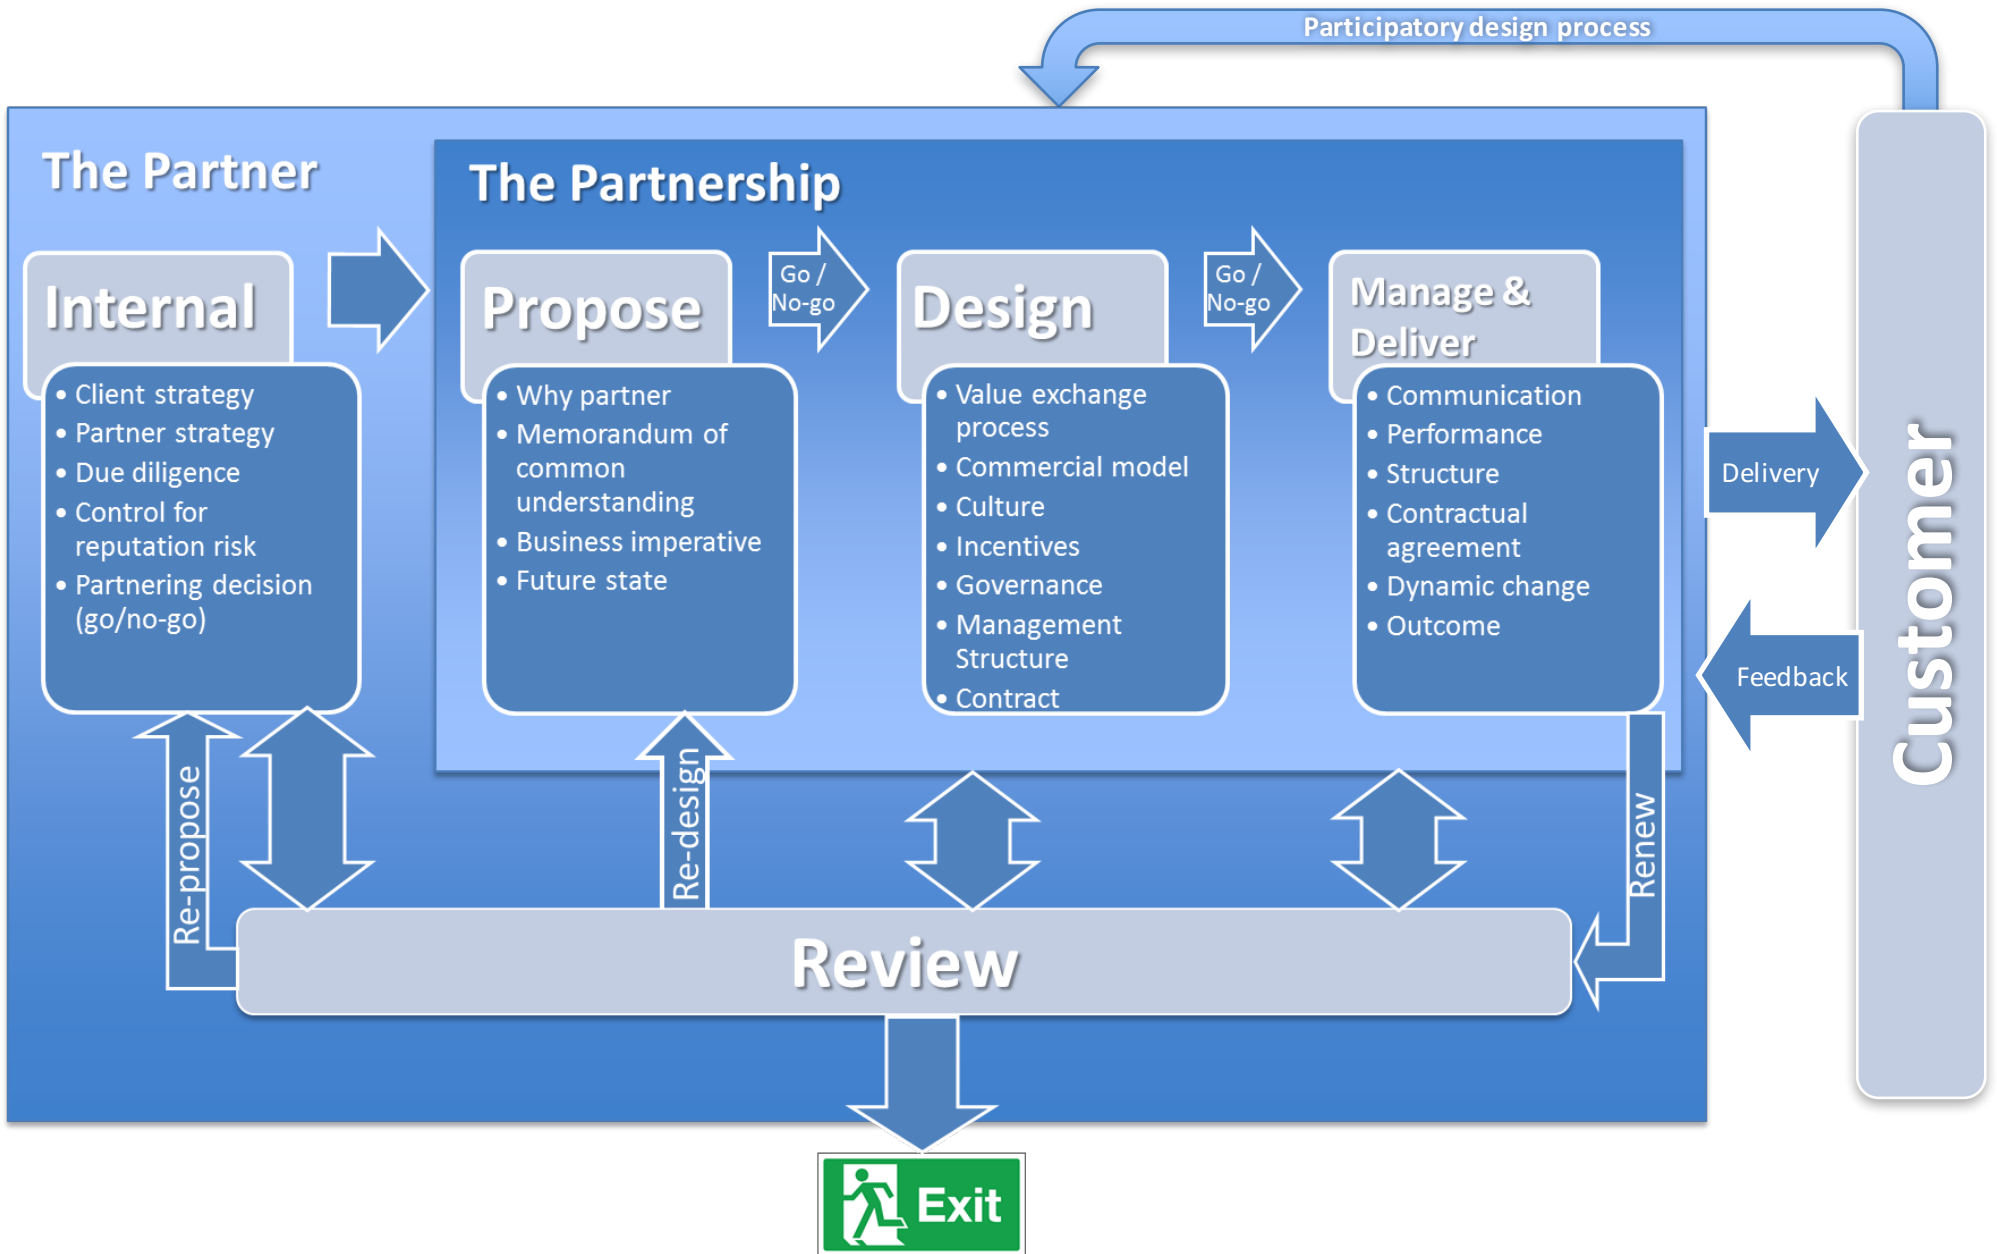 Participatory design process
The Partner
The Partnership
Internal
• Client strategy
• Partner strategy
• Due diligence
• Control for
reputation risk
• Partnering decision
(go/no-go)
Propose
• Why partner
• Memorandum of
common
understanding
• Business imperative
• Future state
Go /
No-go
Design
• Value exchange
process
• Commercial model
• Culture
• Incentives
• Governance
• Management
Structure
• Contract
Go /
No-go
Manage &
Deliver
• Communication
• Performance
• Structure
• Contractual
agreement
• Dynamic change
• Outcome
Delivery
Feedback
Customer
Re-propose
Re-design
Renew
Review
Exit